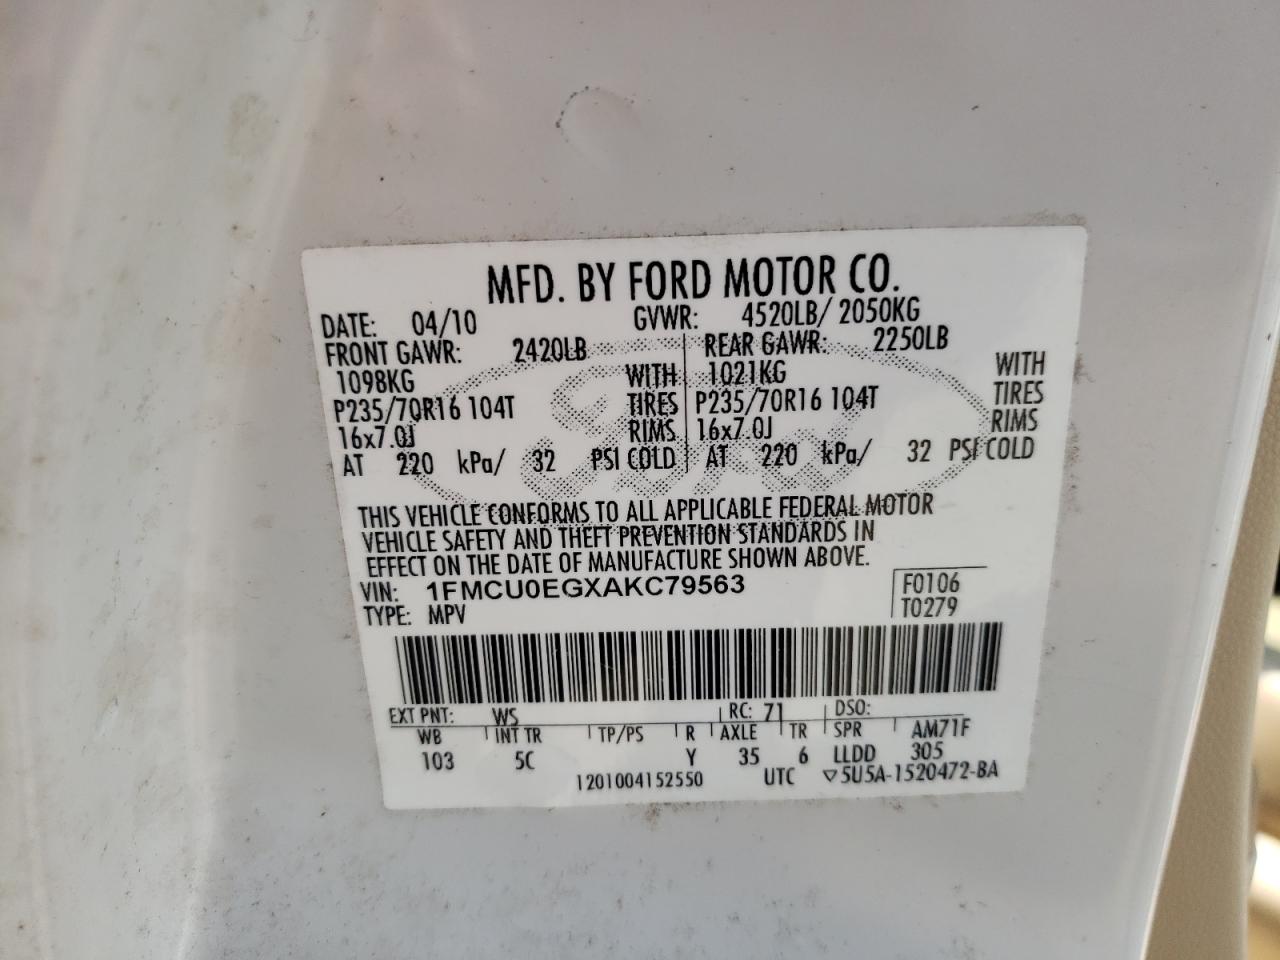 MFD. BY FORD MOTOR CO.
DATE: 04/10 GVWR: 4520LB/ 2050KG
FRONT GAWR: 2420LB REAR GAWR: 2250LB
1098KG WITH 1021KG WITH
P235/70R16 104T TIRES P235/70R16 104T TIRES
16x7.0J RIMS 16x7.0J RIMS
AT 220 kPa/ 32 PSI COLD AT 220 kPa/ 32 PSI COLD
Ford
THIS VEHICLE CONFORMS TO ALL APPLICABLE FEDERAL MOTOR
VEHICLE SAFETY AND THEFT PREVENTION STANDARDS IN
EFFECT ON THE DATE OF MANUFACTURE SHOWN ABOVE.
VIN: 1FMCU0EGXAKC79563 F0106
TYPE: MPV T0279
EXT PNT: WS RC: 71 DSO:
WB INT TR TP/PS R AXLE TR SPR AM71F
103 5C Y 35 6 LLDD 305
1201004152550 UTC ▽5U5A-1520472-BA